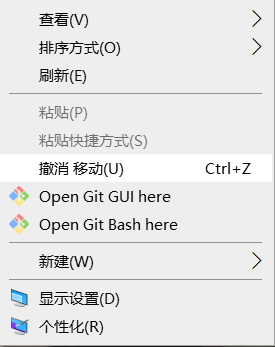 查看(V)
排序方式(O)
刷新(E)
粘贴(P)
粘贴快捷方式(S)
撤消 移动(U) Ctrl+Z
Open Git GUI here
Open Git Bash here
新建(W)
显示设置(D)
个性化(R)